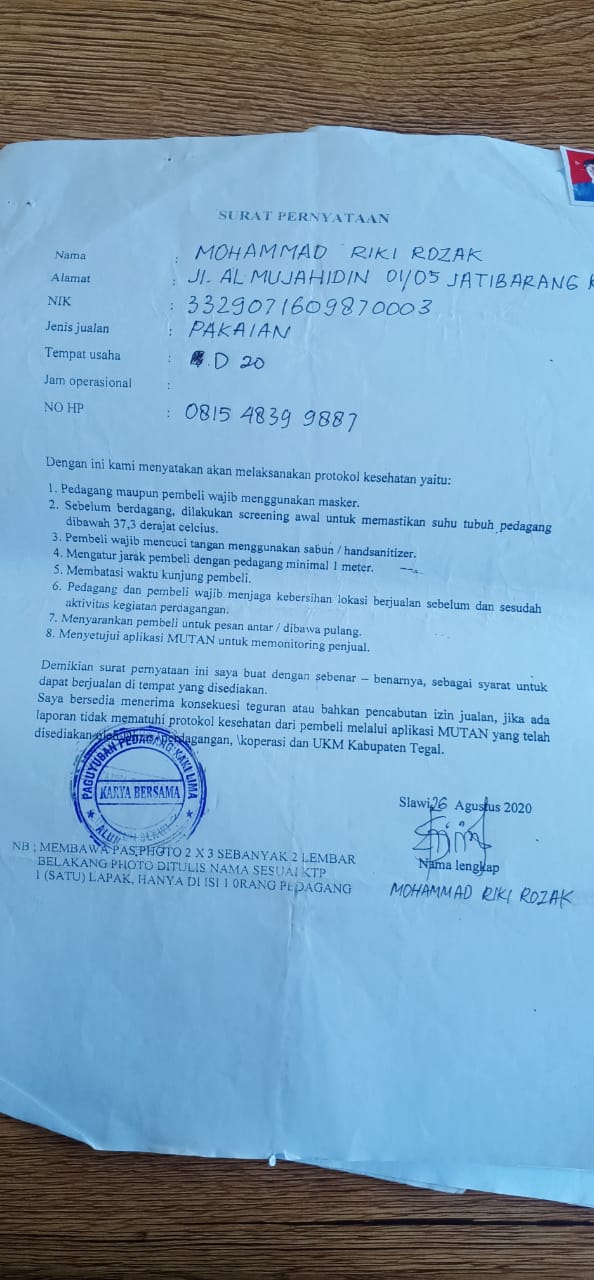 SURAT PERNYATAAN
Nama : MOHAMMAD RIKI ROZAK
Alamat : Jl. AL MUJAHIDIN 01/05 JATIBARANG K
NIK : 3329071609870003
Jenis jualan : PAKAIAN
Tempat usaha : D 20
Jam operasional :
NO HP : 0815 4839 9887
Dengan ini kami menyatakan akan melaksanakan protokol kesehatan yaitu:
1. Pedagang maupun pembeli wajib menggunakan masker.
2. Sebelum berdagang, dilakukan screening awal untuk memastikan suhu tubuh pedagang
dibawah 37,3 derajat celcius.
3. Pembeli wajib mencuci tangan menggunakan sabun / handsanitizer.
4. Mengatur jarak pembeli dengan pedagang minimal 1 meter.
5. Membatasi waktu kunjung pembeli.
6. Pedagang dan pembeli wajib menjaga kebersihan lokasi berjualan sebelum dan sesudah
aktivitas kegiatan perdagangan.
7. Menyarankan pembeli untuk pesan antar / dibawa pulang.
8. Menyetujui aplikasi MUTAN untuk memonitoring penjual.
Demikian surat pernyataan ini saya buat dengan sebenar – benarnya, sebagai syarat untuk
dapat berjualan di tempat yang disediakan.
Saya bersedia menerima konsekuesi teguran atau bahkan pencabutan izin jualan, jika ada
laporan tidak mematuhi protokol kesehatan dari pembeli melalui aplikasi MUTAN yang telah
disediakan perdagangan, \koperasi dan UKM Kabupaten Tegal.
PAGUYUBAN PEDAGANG KAKI LIMA
KARYA BERSAMA
Slawi, 26 Agustus 2020
Nama lengkap
MOHAMMAD RIKI ROZAK
NB ; MEMBAWA PAS PHOTO 2 X 3 SEBANYAK 2 LEMBAR
BELAKANG PHOTO DITULIS NAMA SESUAI KTP
1 (SATU) LAPAK, HANYA DI ISI 1 0RANG PEDAGANG